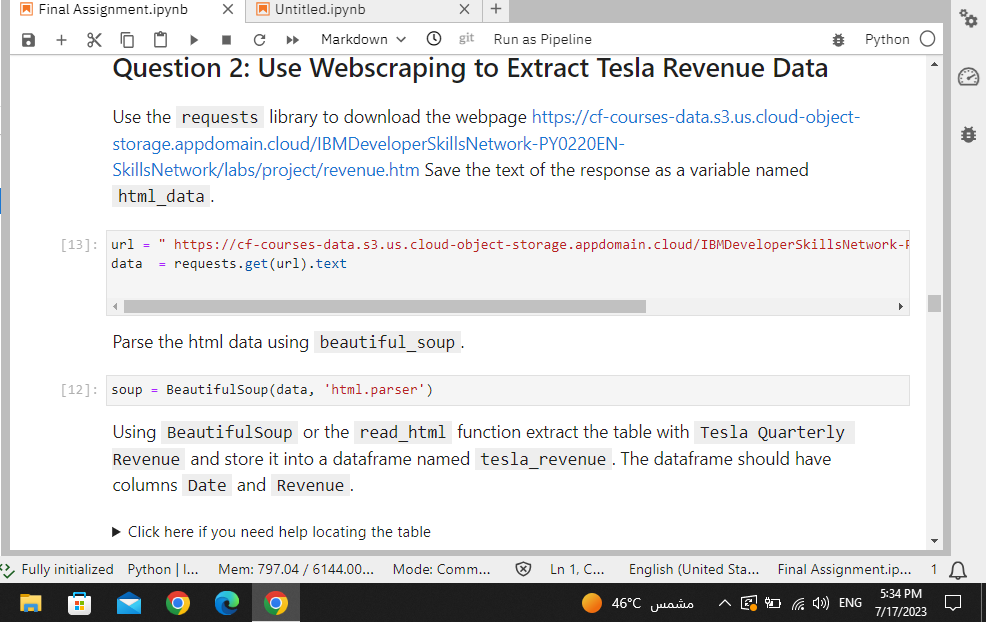 Final Assignment.ipynb
Untitled.ipynb
Markdown
git
Run as Pipeline
Python
Question 2: Use Webscraping to Extract Tesla Revenue Data
Use the requests library to download the webpage https://cf-courses-data.s3.us.cloud-object-
storage.appdomain.cloud/IBMDeveloperSkillsNetwork-PY0220EN-
SkillsNetwork/labs/project/revenue.htm Save the text of the response as a variable named
html_data.
[13]: url = " https://cf-courses-data.s3.us.cloud-object-storage.appdomain.cloud/IBMDeveloperSkillsNetwork-P
data  = requests.get(url).text
Parse the html data using beautiful_soup.
[12]: soup = BeautifulSoup(data, 'html.parser')
Using BeautifulSoup or the read_html function extract the table with Tesla Quarterly
Revenue and store it into a dataframe named tesla_revenue. The dataframe should have
columns Date and Revenue.
Click here if you need help locating the table
Fully initialized Python | I... Mem: 797.04 / 6144.00... Mode: Comm... Ln 1, C... English (United Sta... Final Assignment.ip... 1
46°C مشمس ENG
5:34 PM
7/17/2023